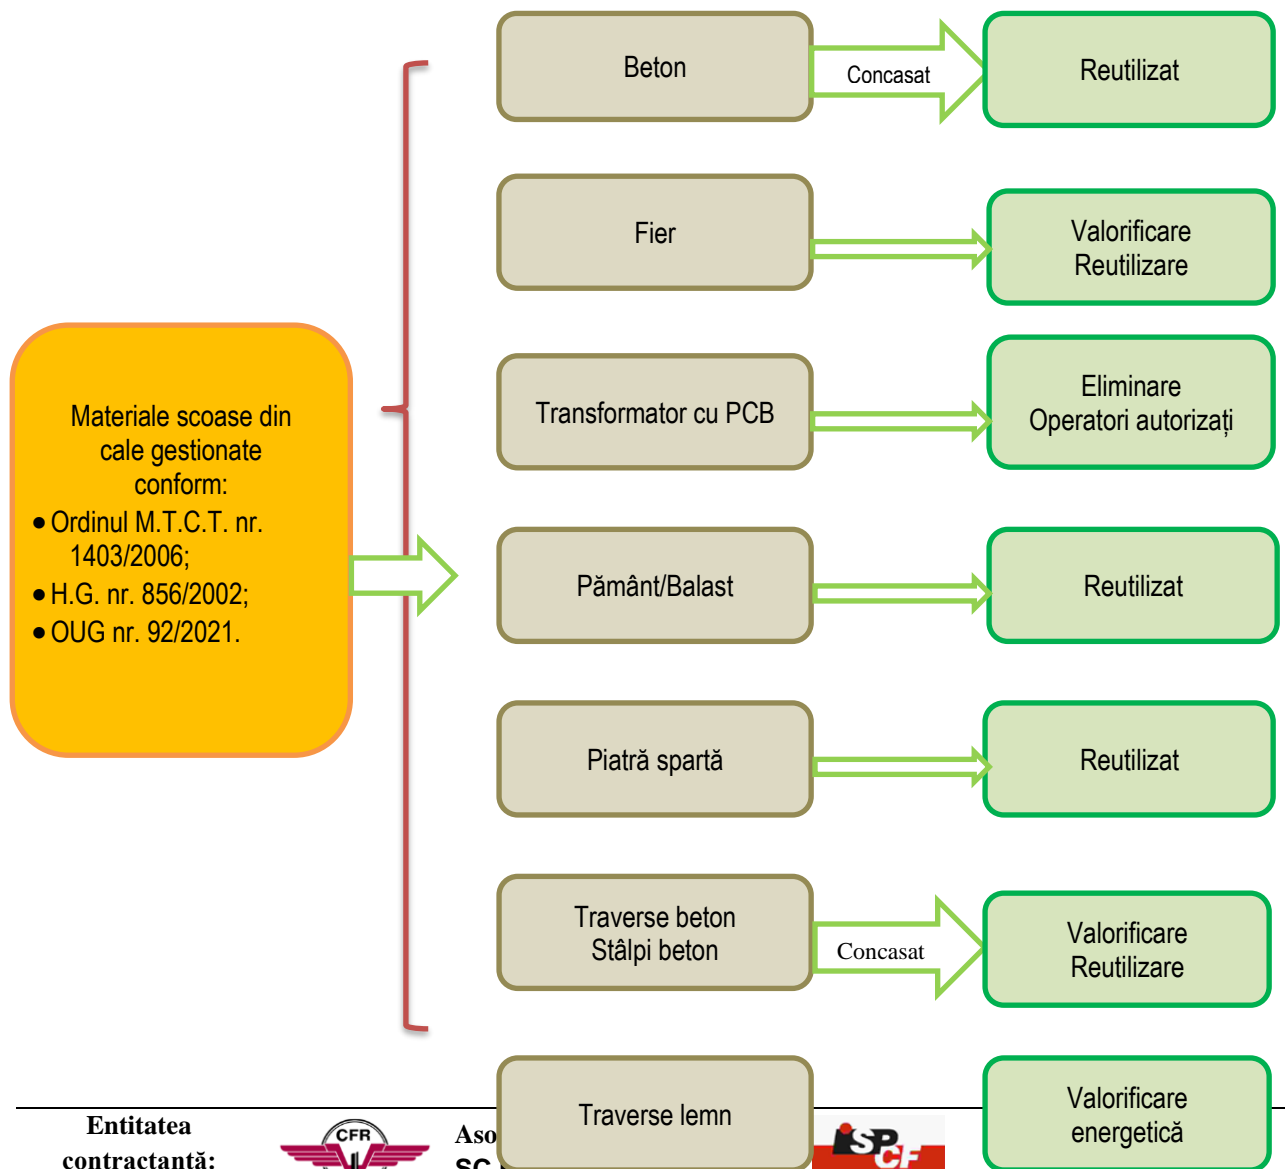 Beton
Concasat
Reutilizat
Fier
Valorificare
Reutilizare
Materiale scoase din
cale gestionate
conform:
• Ordinul M.T.C.T. nr.
1403/2006;
• H.G. nr. 856/2002;
• OUG nr. 92/2021.
Transformator cu PCB
Eliminare
Operatori autorizați
Pământ/Balast
Reutilizat
Piatră spartă
Reutilizat
Traverse beton
Stâlpi beton
Concasat
Valorificare
Reutilizare
Traverse lemn
Valorificare
energetică
Entitatea
contractantă:
CFR
Aso
SC
ISPCF